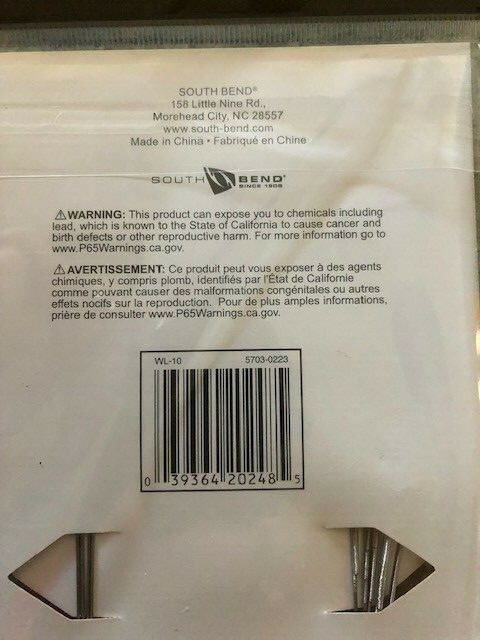 SOUTH BEND®
158 Little Nine Rd.,
Morehead City, NC 28557
www.south-bend.com
Made in China • Fabriqué en Chine
SOUTH BEND®
SINCE 1906
⚠WARNING: This product can expose you to chemicals including
lead, which is known to the State of California to cause cancer and
birth defects or other reproductive harm. For more information go to
www.P65Warnings.ca.gov.
⚠AVERTISSEMENT: Ce produit peut vous exposer à des agents
chimiques, y compris plomb, identifiés par l'État de Californie
comme pouvant causer des malformations congénitales ou autres
effets nocifs sur la reproduction. Pour de plus amples informations,
prière de consulter www.P65Warnings.ca.gov.
WL-10 5703-0223
0 39364 20248 5